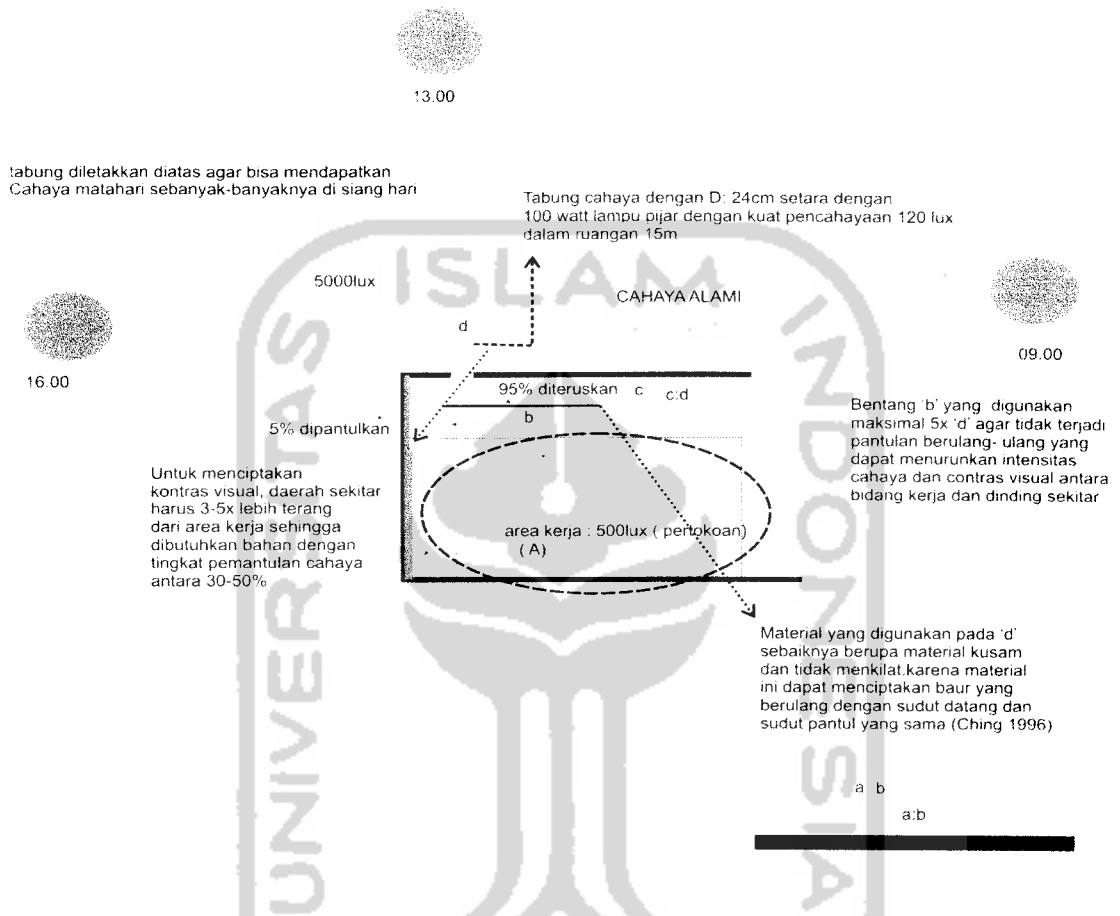 13.00
tabung diletakkan diatas agar bisa mendapatkan
Cahaya matahari sebanyak-banyaknya di siang hari
Tabung cahaya dengan D: 24cm setara dengan
100 watt lampu pijar dengan kuat pencahayaan 120 lux
dalam ruangan 15m
5000lux
CAHAYA ALAMI
d
16.00
09.00
95% diteruskan
c
c:d
b
5% dipantulkan
Bentang 'b' yang digunakan
maksimal 5x 'd' agar tidak terjadi
pantulan berulang- ulang yang
dapat menurunkan intensitas
cahaya dan contras visual antara
bidang kerja dan dinding sekitar
Untuk menciptakan
kontras visual, daerah sekitar
harus 3-5x lebih terang
dari area kerja sehingga
dibutuhkan bahan dengan
tingkat pemantulan cahaya
antara 30-50%
area kerja : 500lux ( pertokoan)
( A)
Material yang digunakan pada 'd'
sebaiknya berupa material kusam
dan tidak menkilat.karena material
ini dapat menciptakan baur yang
berulang dengan sudut datang dan
sudut pantul yang sama (Ching 1996)
a b
a:b
UNIVERSITAS
ISLAM
INDONESIA